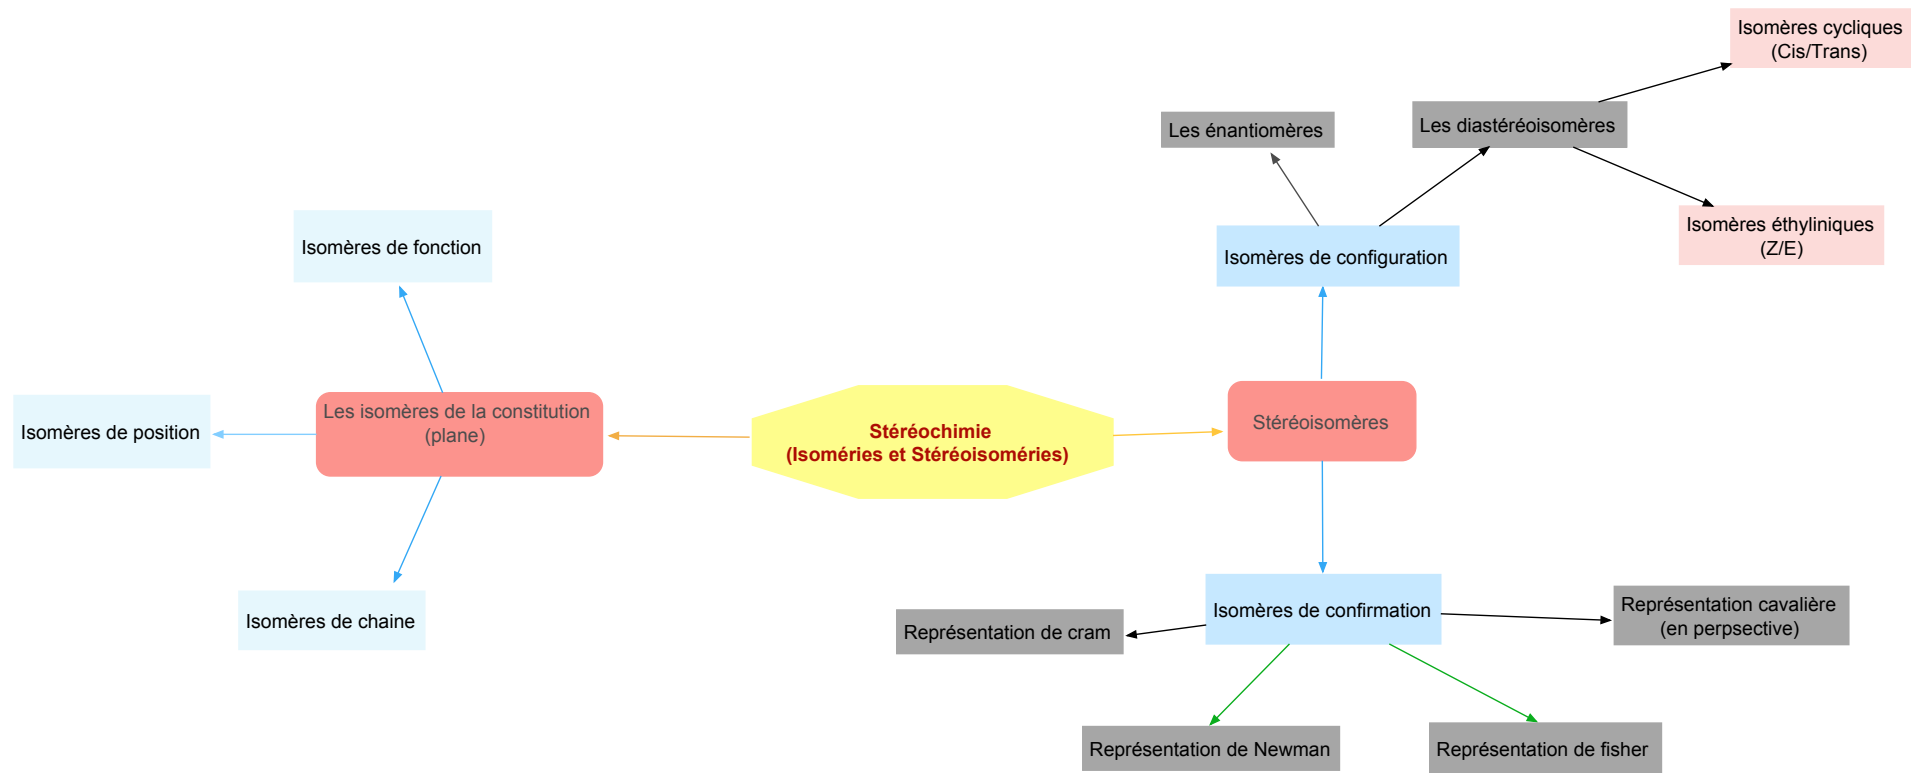 Isomères cycliques
(Cis/Trans)
Les énantiomères
Les diastéréoisomères
Isomères éthyliniques
(Z/E)
Isomères de fonction
Isomères de configuration
Les isomères de la constitution
(plane)
Isomères de position
Stéréochimie
(Isoméries et Stéréoisoméries)
Stéréoisomères
Isomères de chaine
Isomères de confirmation
Représentation de cram
Représentation cavalière
(en perpsective)
Représentation de Newman
Représentation de fisher